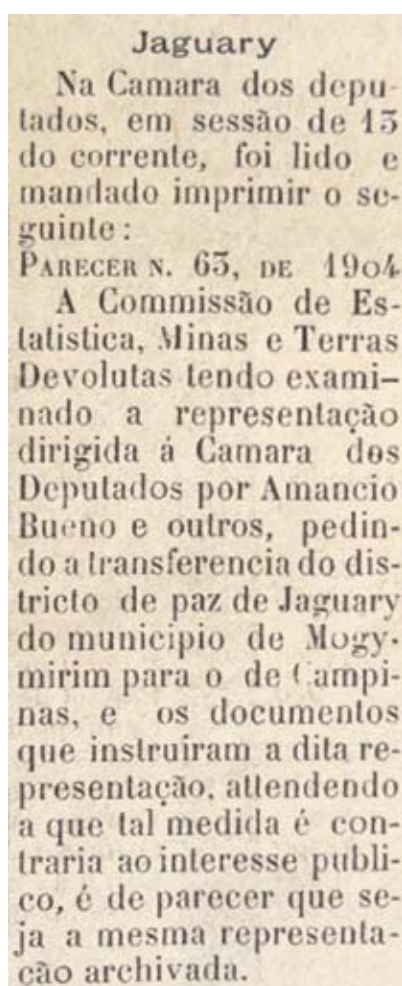 Jaguary
Na Camara dos depu-
tados, em sessão de 13
do corrente, foi lido e
mandado imprimir o se-
guinte:
PARECER N. 63, DE 1904
A Commissão de Es-
tatistica, Minas e Terras
Devolutas tendo exami-
nado a representação
dirigida á Camara dos
Deputados por Amancio
Bueno e outros, pedin-
do a transferencia do dis-
tricto de paz de Jaguary
do municipio de Mogy-
mirim para o de Campi-
nas, e os documentos
que instruiram a dita re-
presentação, attendendo
a que tal medida é con-
traria ao interesse publi-
co, é de parecer que se-
ja a mesma representa-
cão archivada.